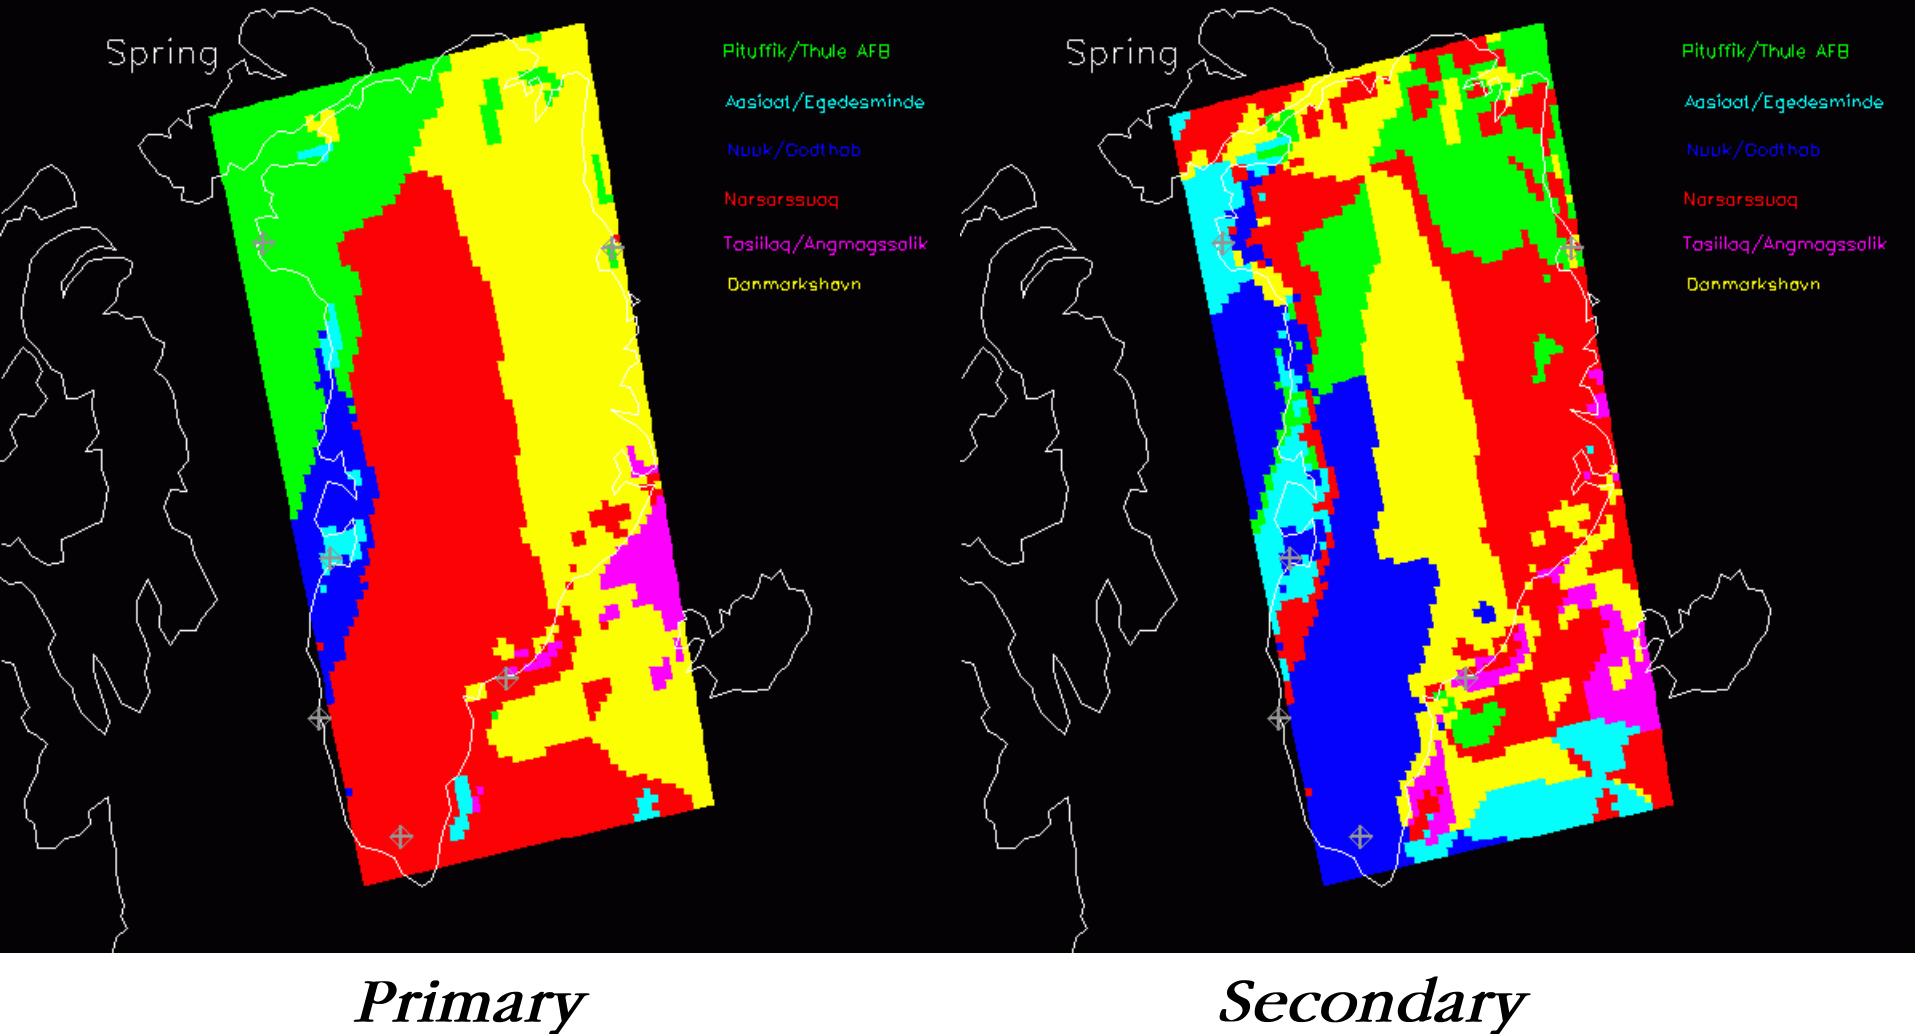 Spring
Pituffik/Thule AFB
Aasiaat/Egedesminde
Nuuk/Godthab
Narsarssuaq
Tasiilaq/Angmagssalik
Danmarkshavn
Spring
Pituffik/Thule AFB
Aasiaat/Egedesminde
Nuuk/Godthab
Narsarssuaq
Tasiilaq/Angmagssalik
Danmarkshavn
Primary
Secondary